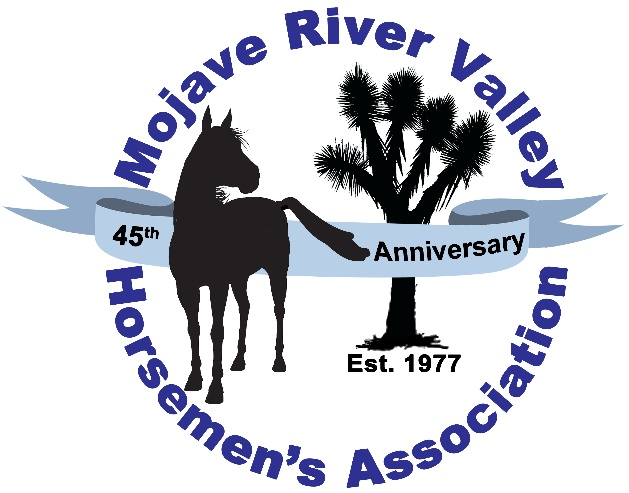 Mojave River Valley
45th
Anniversary
Est. 1977
Horsemen's Association